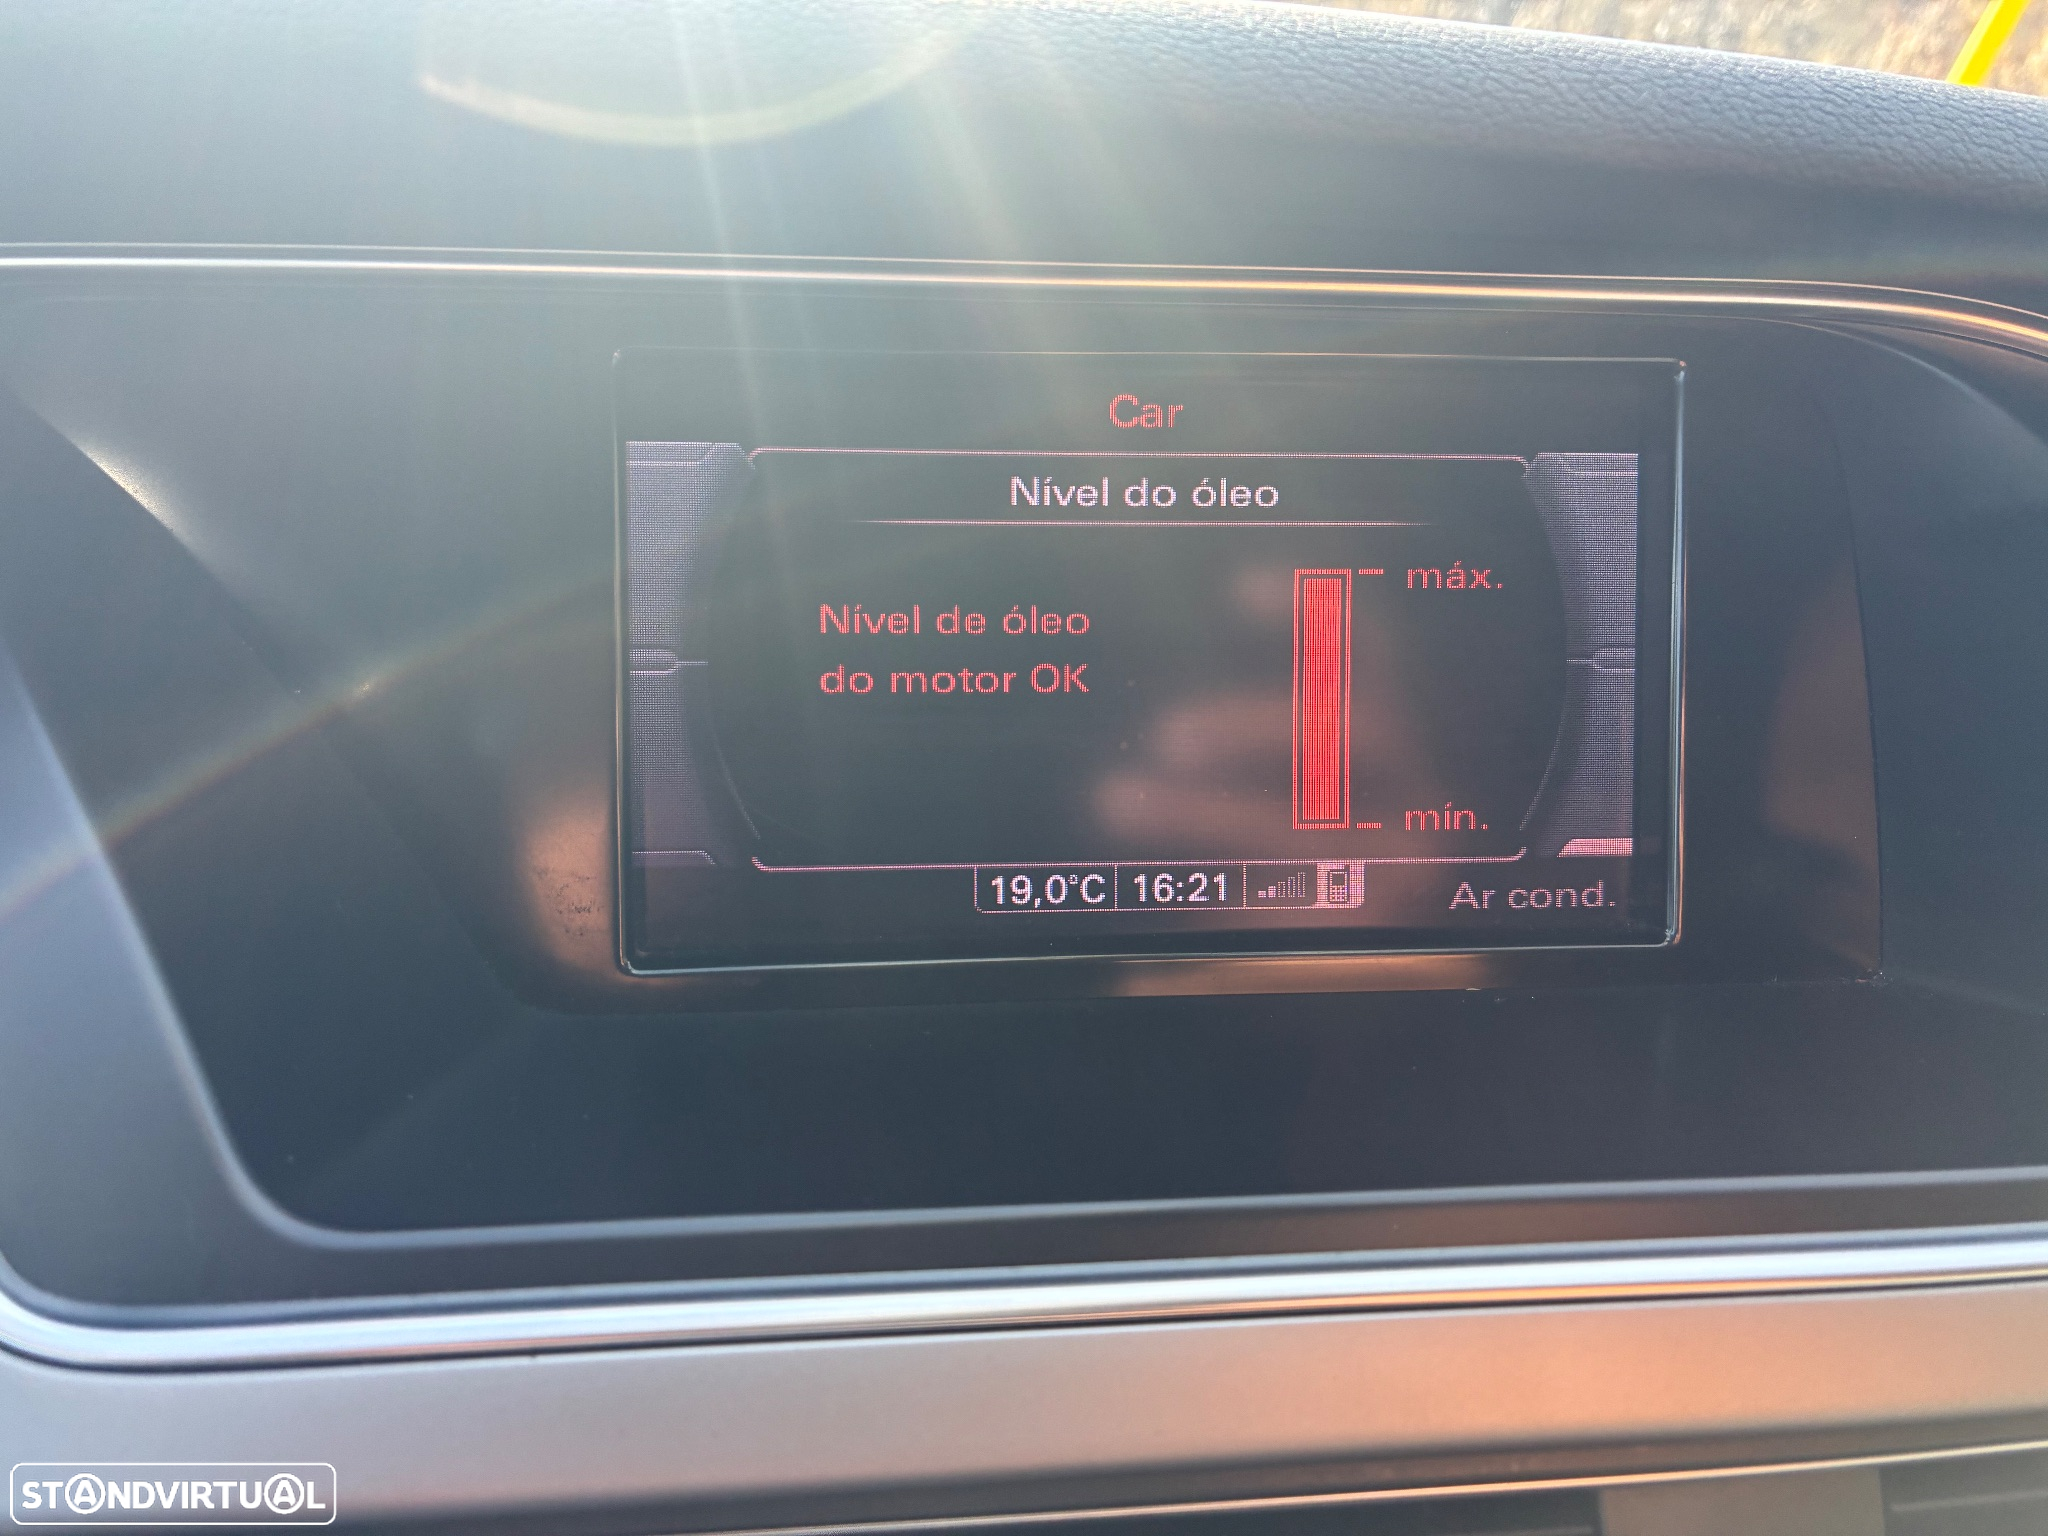 Car
Nível do óleo
máx.
Nível de óleo
do motor OK
mín.
19,0°C 16:21
Ar cond.
STANDVIRTUAL